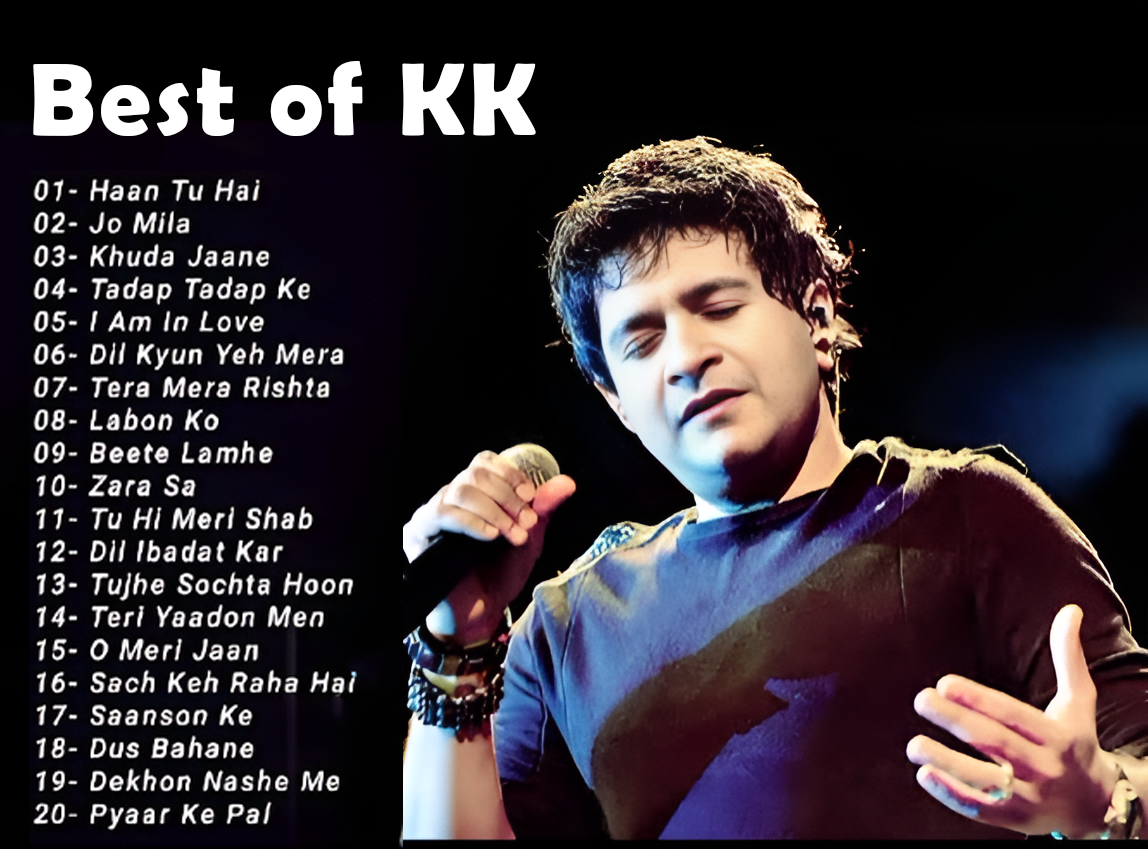 Best of KK
01- Haan Tu Hai
02- Jo Mila
03- Khuda Jaane
04- Tadap Tadap Ke
05- I Am In Love
06- Dil Kyun Yeh Mera
07- Tera Mera Rishta
08- Labon Ko
09- Beete Lamhe
10- Zara Sa
11- Tu Hi Meri Shab
12- Dil Ibadat Kar
13- Tujhe Sochta Hoon
14- Teri Yaadon Men
15- O Meri Jaan
16- Sach Keh Raha Hai
17- Saanson Ke
18- Dus Bahane
19- Dekhon Nashe Me
20- Pyaar Ke Pal